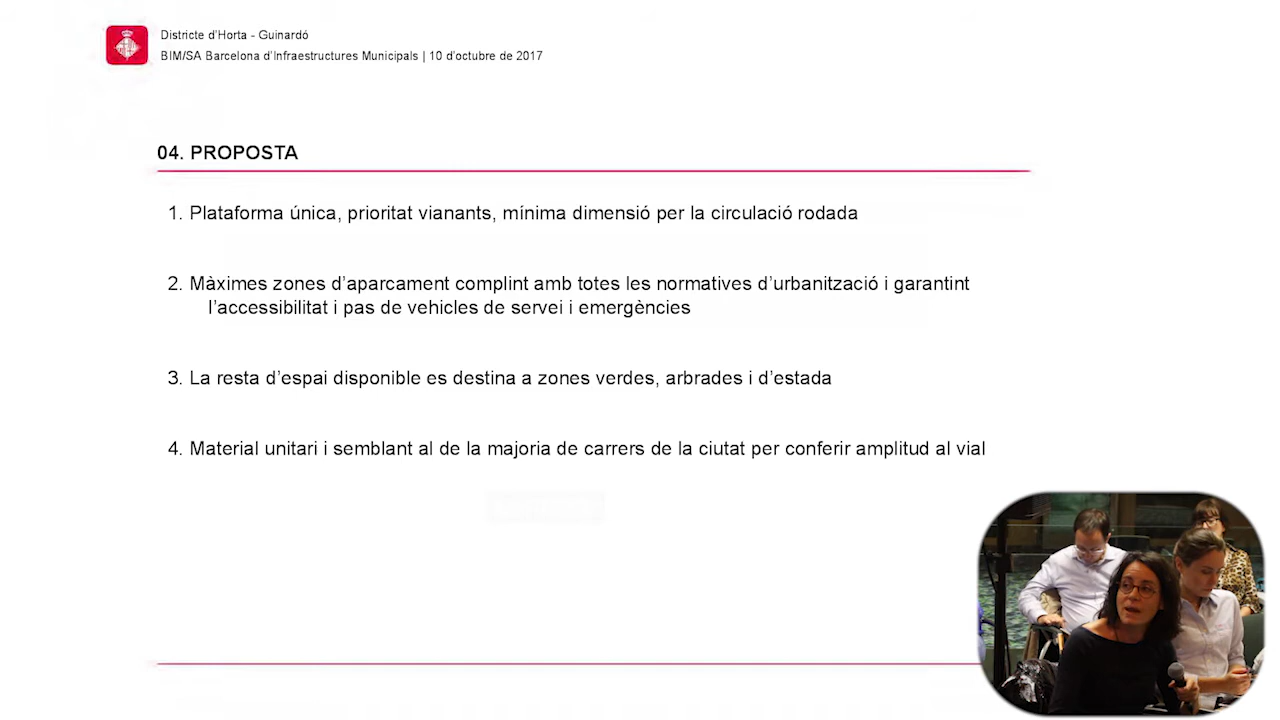 Districte d'Horta - Guinardó
BIM/SA Barcelona d'Infraestructures Municipals | 10 d'octubre de 2017
04. PROPOSTA
1. Plataforma única, prioritat vianants, mínima dimensió per la circulació rodada
2. Màximes zones d'aparcament complint amb totes les normatives d'urbanització i garantint
l'accessibilitat i pas de vehicles de servei i emergències
3. La resta d'espai disponible es destina a zones verdes, arbrades i d'estada
4. Material unitari i semblant al de la majoria de carrers de la ciutat per conferir amplitud al vial